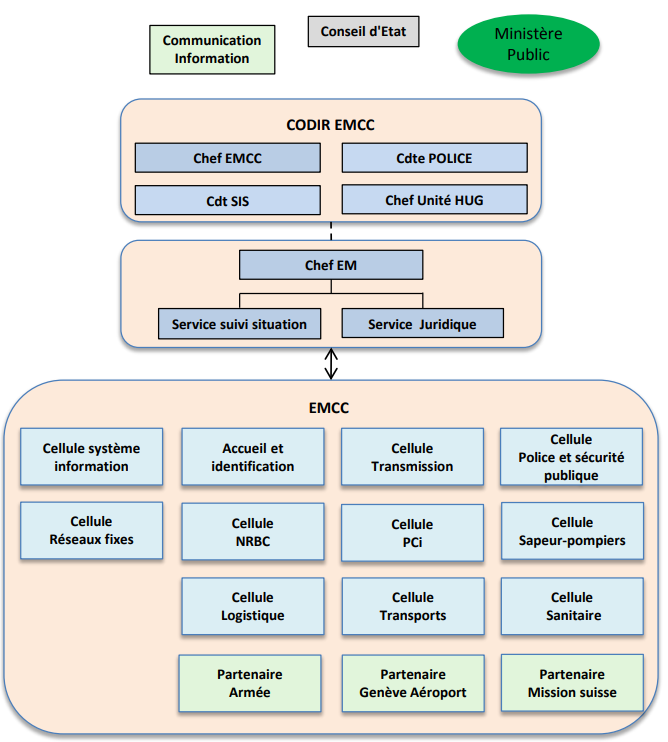 Communication
Information
Conseil d'Etat
Ministère
Public
CODIR EMCC
Chef EMCC
Cdte POLICE
Cdt SIS
Chef Unité HUG
Chef EM
Service suivi situation
Service Juridique
EMCC
Cellule système
information
Accueil et
identification
Cellule
Transmission
Cellule
Police et sécurité
publique
Cellule
Réseaux fixes
Cellule
NRBC
Cellule
PCi
Cellule
Sapeur-pompiers
Cellule
Logistique
Cellule
Transports
Cellule
Sanitaire
Partenaire
Armée
Partenaire
Genève Aéroport
Partenaire
Mission suisse